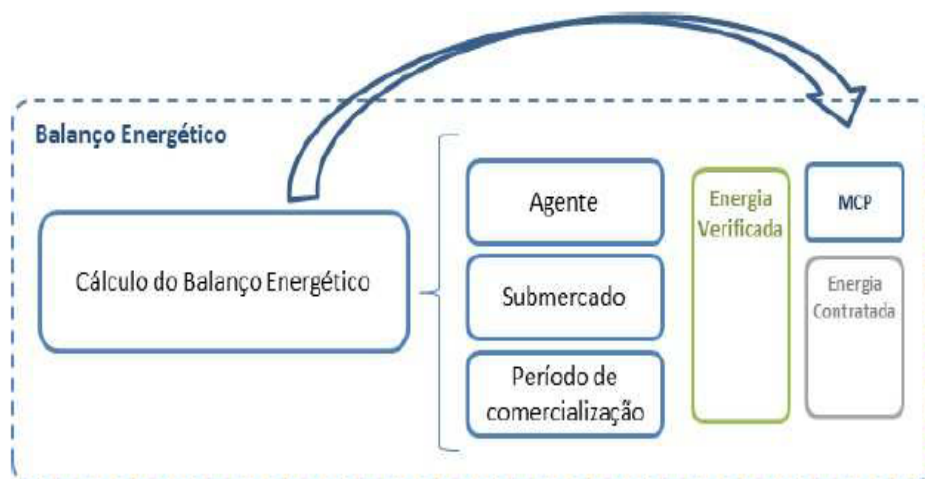 Balanço Energético
Cálculo do Balanço Energético
Agente
Submercado
Período de
comercialização
Energia
Verificada
MCP
Energia
Contratada